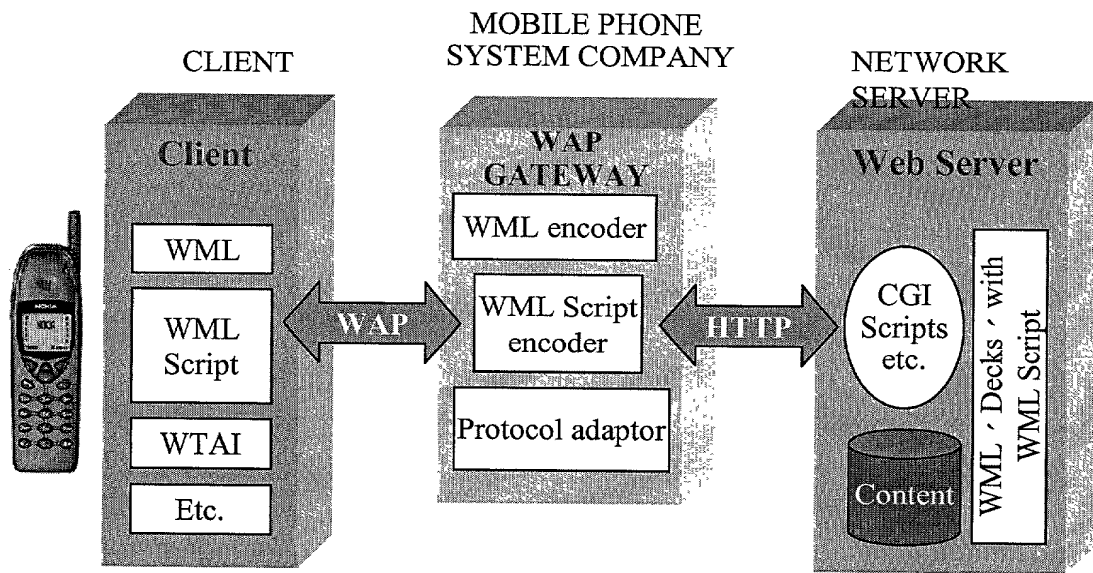 CLIENT
MOBILE PHONE
SYSTEM COMPANY
NETWORK
SERVER
Client
WML
WML
Script
WTAI
Etc.
WAP
WAP
GATEWAY
WML encoder
WML Script
encoder
Protocol adaptor
HTTP
Web Server
CGI
Scripts
etc.
Content
WML，Decks，with
WML Script
NOKIA